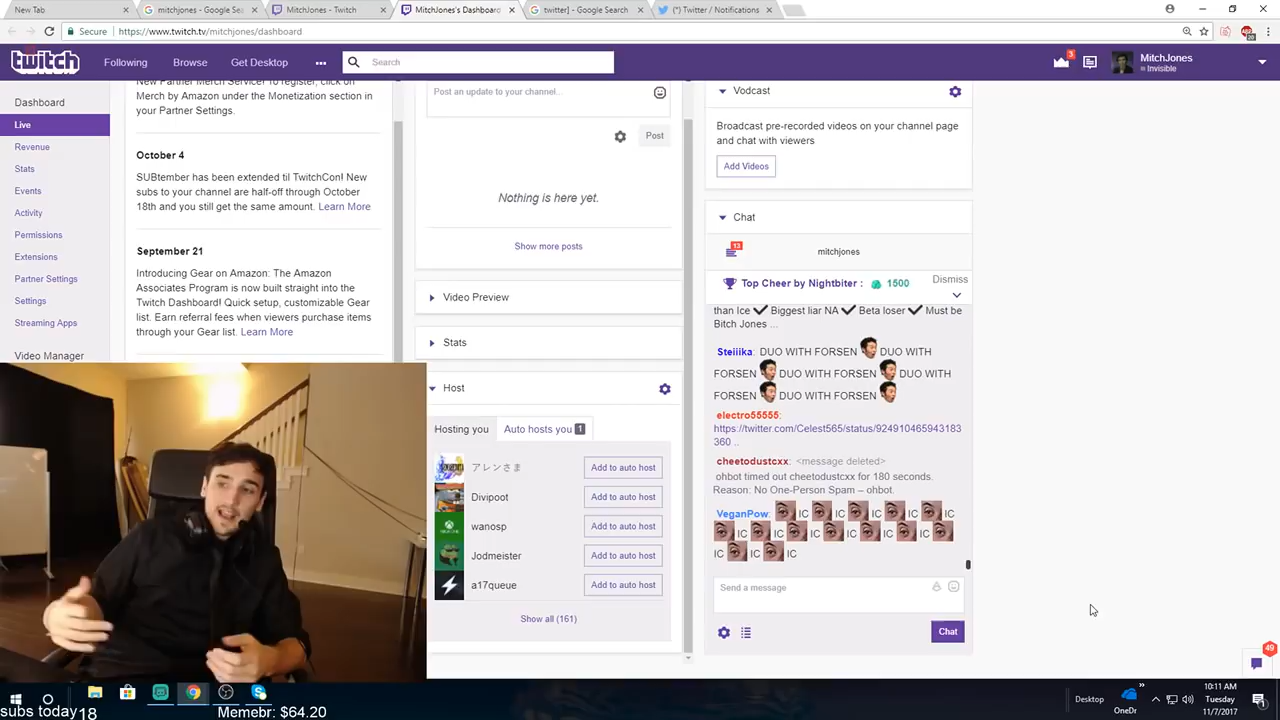 New Tab
mitchjones - Google Sea
MitchJones - Twitch
MitchJones's Dashboard
twitter] - Google Search
(*) Twitter / Notifications
Secure
https://www.twitch.tv/mitchjones/dashboard
twitch
Following
Browse
Get Desktop
Search
3
MitchJones
Invisible
Dashboard
Live
Revenue
Stats
Events
Activity
Permissions
Extensions
Partner Settings
Settings
Streaming Apps
Video Manager
New Partner Merch Servicer To register, click on
Merch by Amazon under the Monetization section in
your Partner Settings.
October 4
SUBtember has been extended til TwitchCon! New
subs to your channel are half-off through October
18th and you still get the same amount. Learn More
September 21
Introducing Gear on Amazon: The Amazon
Associates Program is now built straight into the
Twitch Dashboard! Quick setup, customizable Gear
list. Earn referral fees when viewers purchase items
through your Gear list. Learn More
Post an update to your channel...
Post
Nothing is here yet.
Show more posts
Video Preview
Stats
Host
Hosting you
Auto hosts you 1
アレンさま
Add to auto host
Divipoot
Add to auto host
wanosp
Add to auto host
Jodmeister
Add to auto host
a17queue
Add to auto host
Show all (161)
Vodcast
Broadcast pre-recorded videos on your channel page
and chat with viewers
Add Videos
Chat
13
mitchjones
Top Cheer by Nightbiter : 1500
Dismiss
than Ice ✔ Biggest liar NA ✔ Beta loser ✔ Must be
Bitch Jones ...
Steiiika: DUO WITH FORSEN DUO WITH
FORSEN DUO WITH FORSEN DUO WITH
FORSEN DUO WITH FORSEN
electro55555:
https://twitter.com/Celest565/status/924910465943183
360 ..
cheetodustcxx: <message deleted>
ohbot timed out cheetodustcxx for 180 seconds.
Reason: No One-Person Spam – ohbot.
VeganPow: IC IC IC IC IC
IC IC IC IC IC IC
IC IC IC
Send a message
Chat
49
Desktop
OneDr
10:11 AM
Tuesday
11/7/2017
subs today18
Memebr: $64.20